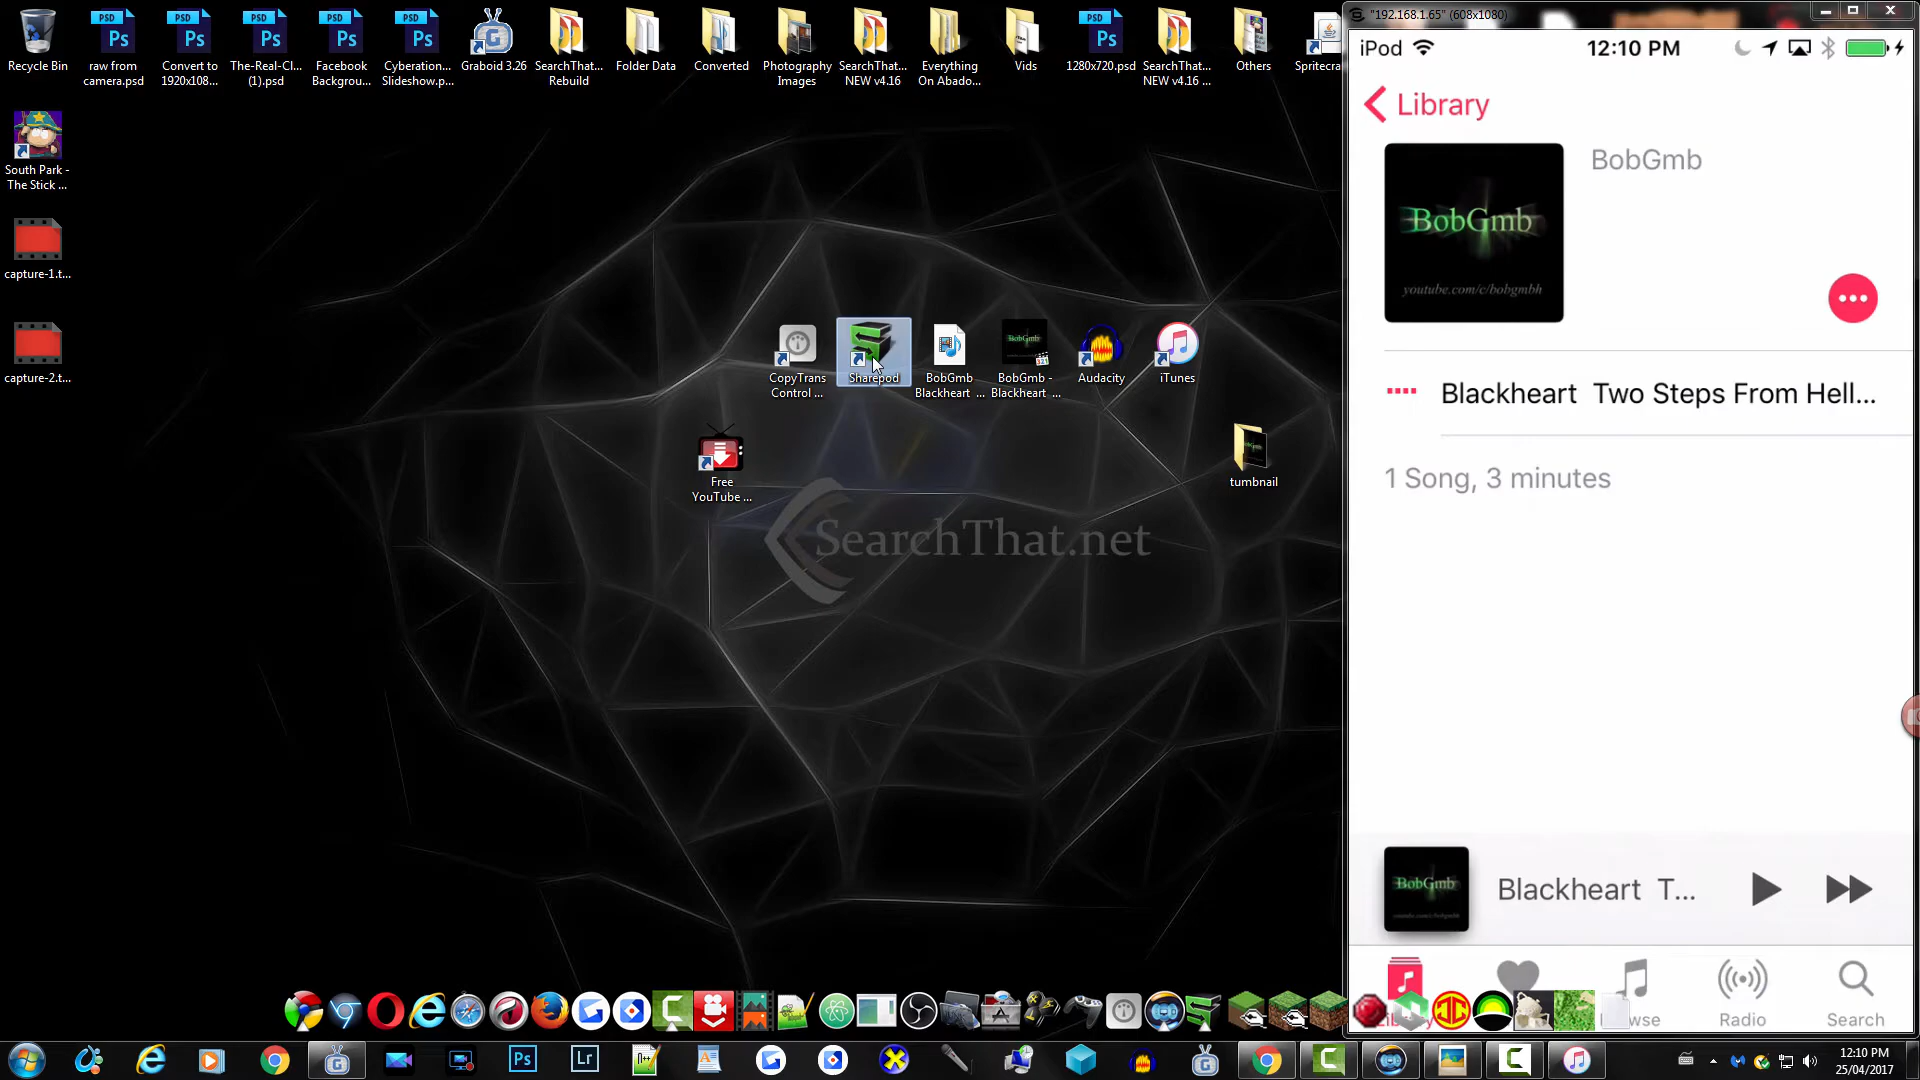 Recycle Bin
raw from
camera.psd
Convert to
1920x108...
The-Real-Cl...
(1).psd
Facebook
Backgrou...
Cyberation...
Slideshow.p...
Graboid 3.26
SearchThat...
Rebuild
Folder Data
Converted
Photography
Images
SearchThat...
NEW v4.16
Everything
On Abado...
Vids
1280x720.psd
SearchThat...
NEW v4.16 ...
Others
Spritecra
South Park -
The Stick ...
capture-1.t...
capture-2.t...
CopyTrans
Control ...
Sharepod
BobGmb
Blackheart ...
BobGmb -
Blackheart ...
Audacity
iTunes
Free
YouTube ...
tumbnail
SearchThat.net
"192.168.1.65" (608x1080)
iPod
12:10 PM
Library
BobGmb
youtube.com/c/bobgmbh
BobGmb
Blackheart Two Steps From Hell...
1 Song, 3 minutes
BobGmb
Blackheart T...
wse
Radio
Search
12:10 PM
25/04/2017